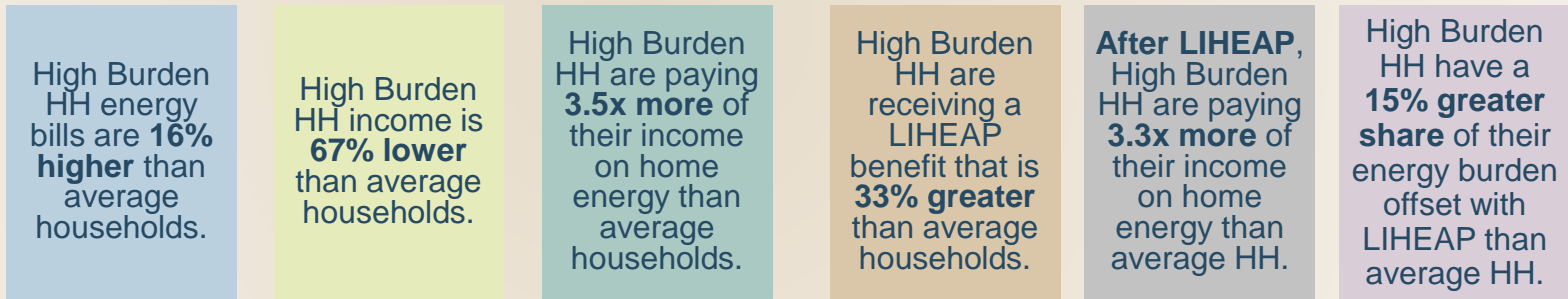 High Burden
HH energy
bills are 16%
higher than
average
households.
High Burden
HH income is
67% lower
than average
households.
High Burden
HH are paying
3.5x more of
their income
on home
energy than
average
households.
High Burden
HH are
receiving a
LIHEAP
benefit that is
33% greater
than average
households.
After LIHEAP,
High Burden
HH are paying
3.3x more of
their income
on home
energy than
average HH.
High Burden
HH have a
15% greater
share of their
energy burden
offset with
LIHEAP than
average HH.